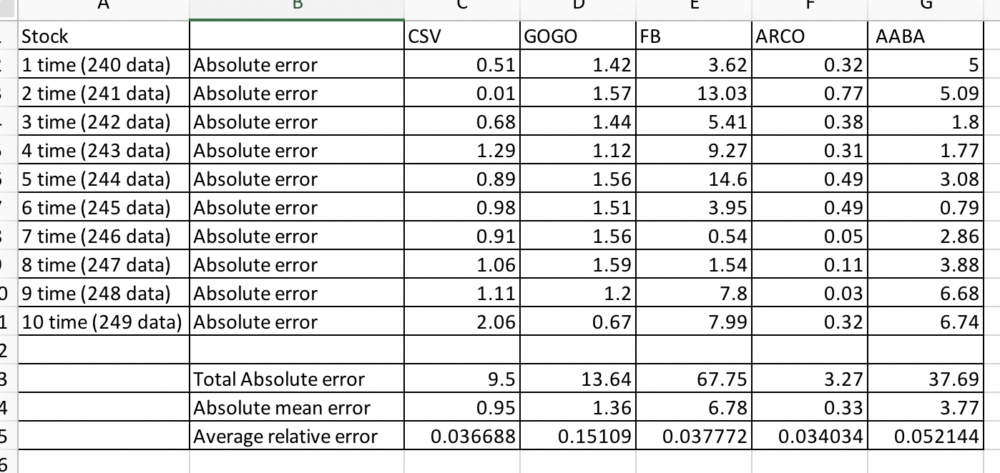 A B C D E F G
Stock CSV GOGO FB ARCO AABA
1 time (240 data) Absolute error 0.51 1.42 3.62 0.32 5
2 time (241 data) Absolute error 0.01 1.57 13.03 0.77 5.09
3 time (242 data) Absolute error 0.68 1.44 5.41 0.38 1.8
4 time (243 data) Absolute error 1.29 1.12 9.27 0.31 1.77
5 time (244 data) Absolute error 0.89 1.56 14.6 0.49 3.08
6 time (245 data) Absolute error 0.98 1.51 3.95 0.49 0.79
7 time (246 data) Absolute error 0.91 1.56 0.54 0.05 2.86
8 time (247 data) Absolute error 1.06 1.59 1.54 0.11 3.88
0 9 time (248 data) Absolute error 1.11 1.2 7.8 0.03 6.68
1 10 time (249 data) Absolute error 2.06 0.67 7.99 0.32 6.74
2
3 Total Absolute error 9.5 13.64 67.75 3.27 37.69
4 Absolute mean error 0.95 1.36 6.78 0.33 3.77
5 Average relative error 0.036688 0.15109 0.037772 0.034034 0.052144
6